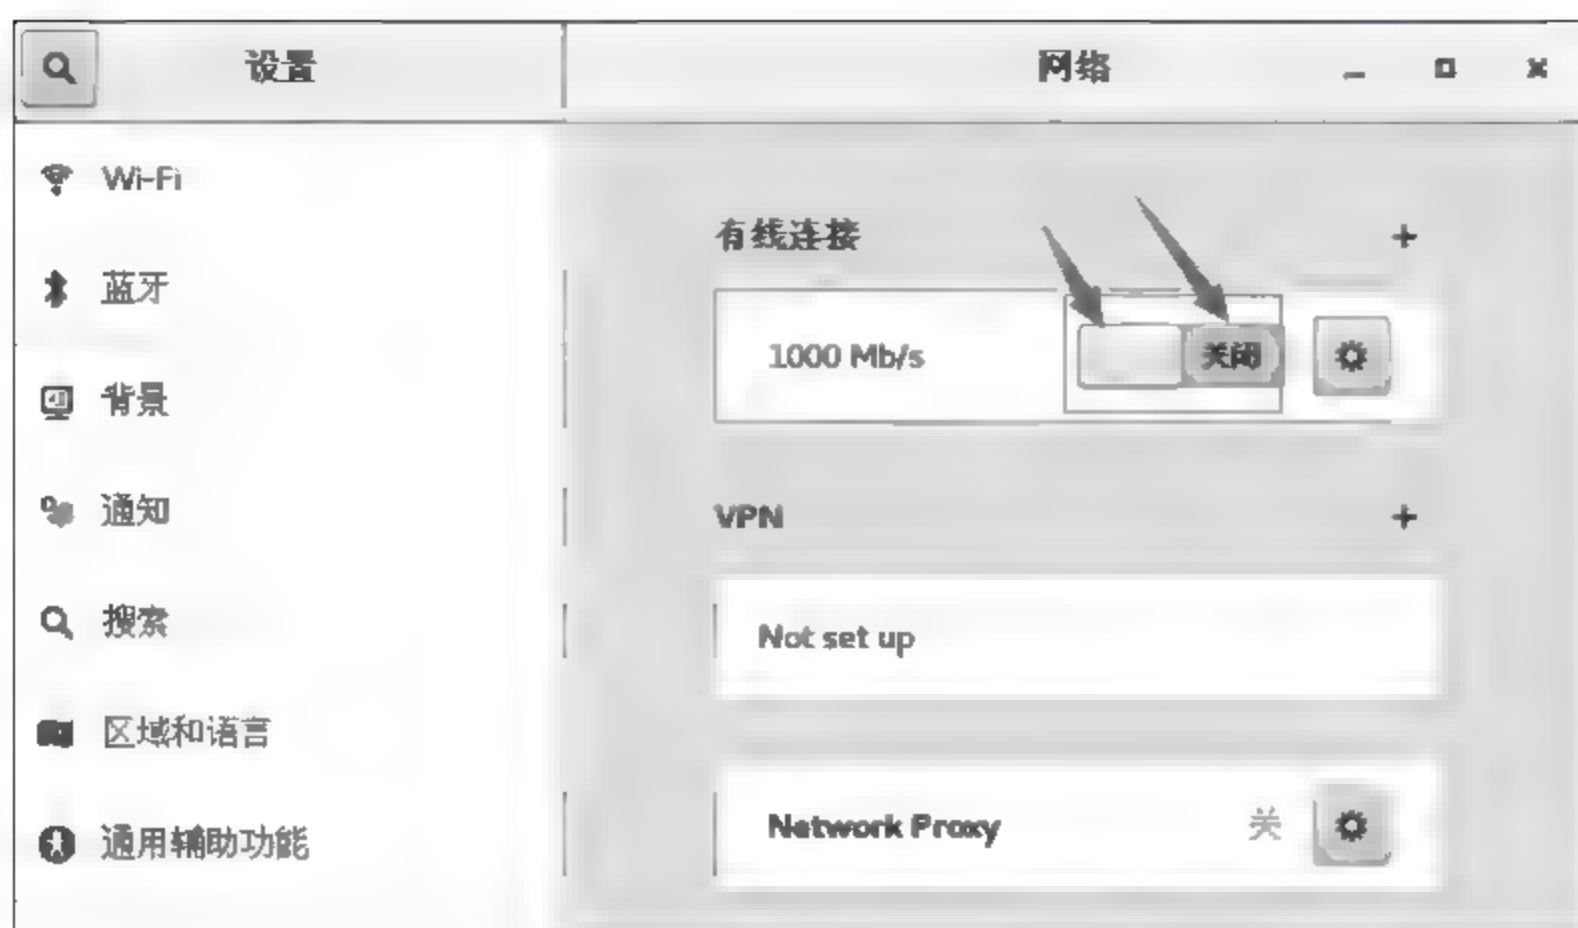 设置
网络
Wi-Fi
蓝牙
背景
通知
搜索
区域和语言
通用辅助功能
有线连接
1000 Mb/s
关闭
VPN
Not set up
Network Proxy
关